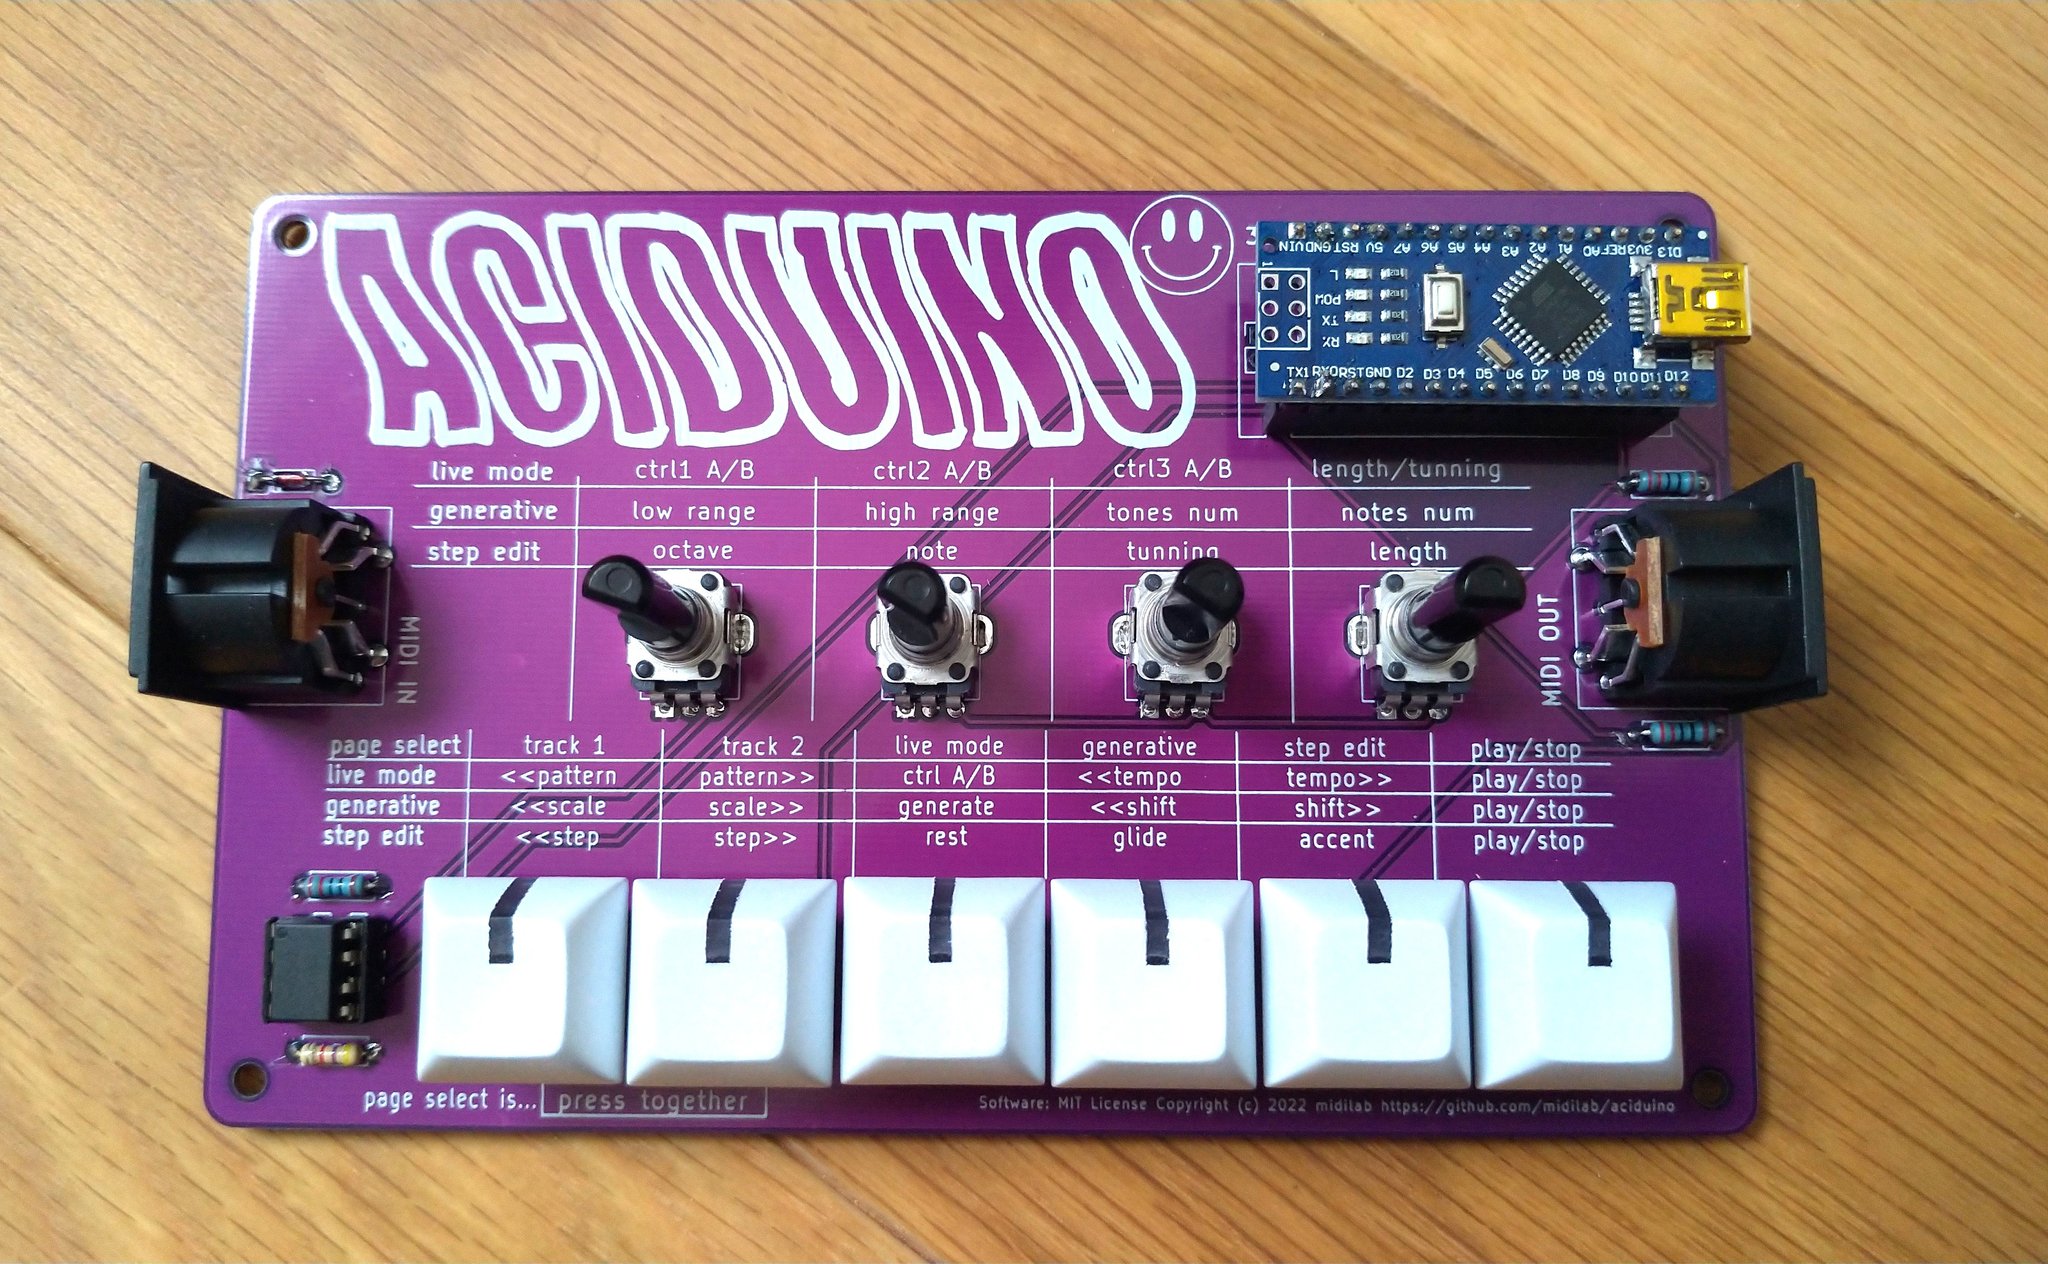 ACIDUINO
3
VIN GND RST 5V A7 A6 A5 A4 A3 A2 A1 A0 REF 3V3 D13
1
L
POW
TX
RX
TX1 RX0 RST GND D2 D3 D4 D5 D6 D7 D8 D9 D10 D11 D12
live mode ctrl1 A/B ctrl2 A/B ctrl3 A/B length/tunning
generative low range high range tones num notes num
step edit octave note tunning length
MIDI IN
MIDI OUT
page select track 1 track 2 live mode generative step edit play/stop
live mode <<pattern pattern>> ctrl A/B <<tempo tempo>> play/stop
generative <<scale scale>> generate <<shift shift>> play/stop
step edit <<step step>> rest glide accent play/stop
page select is... press together
Software: MIT License Copyright (c) 2022 midilab https://github.com/midilab/aciduino